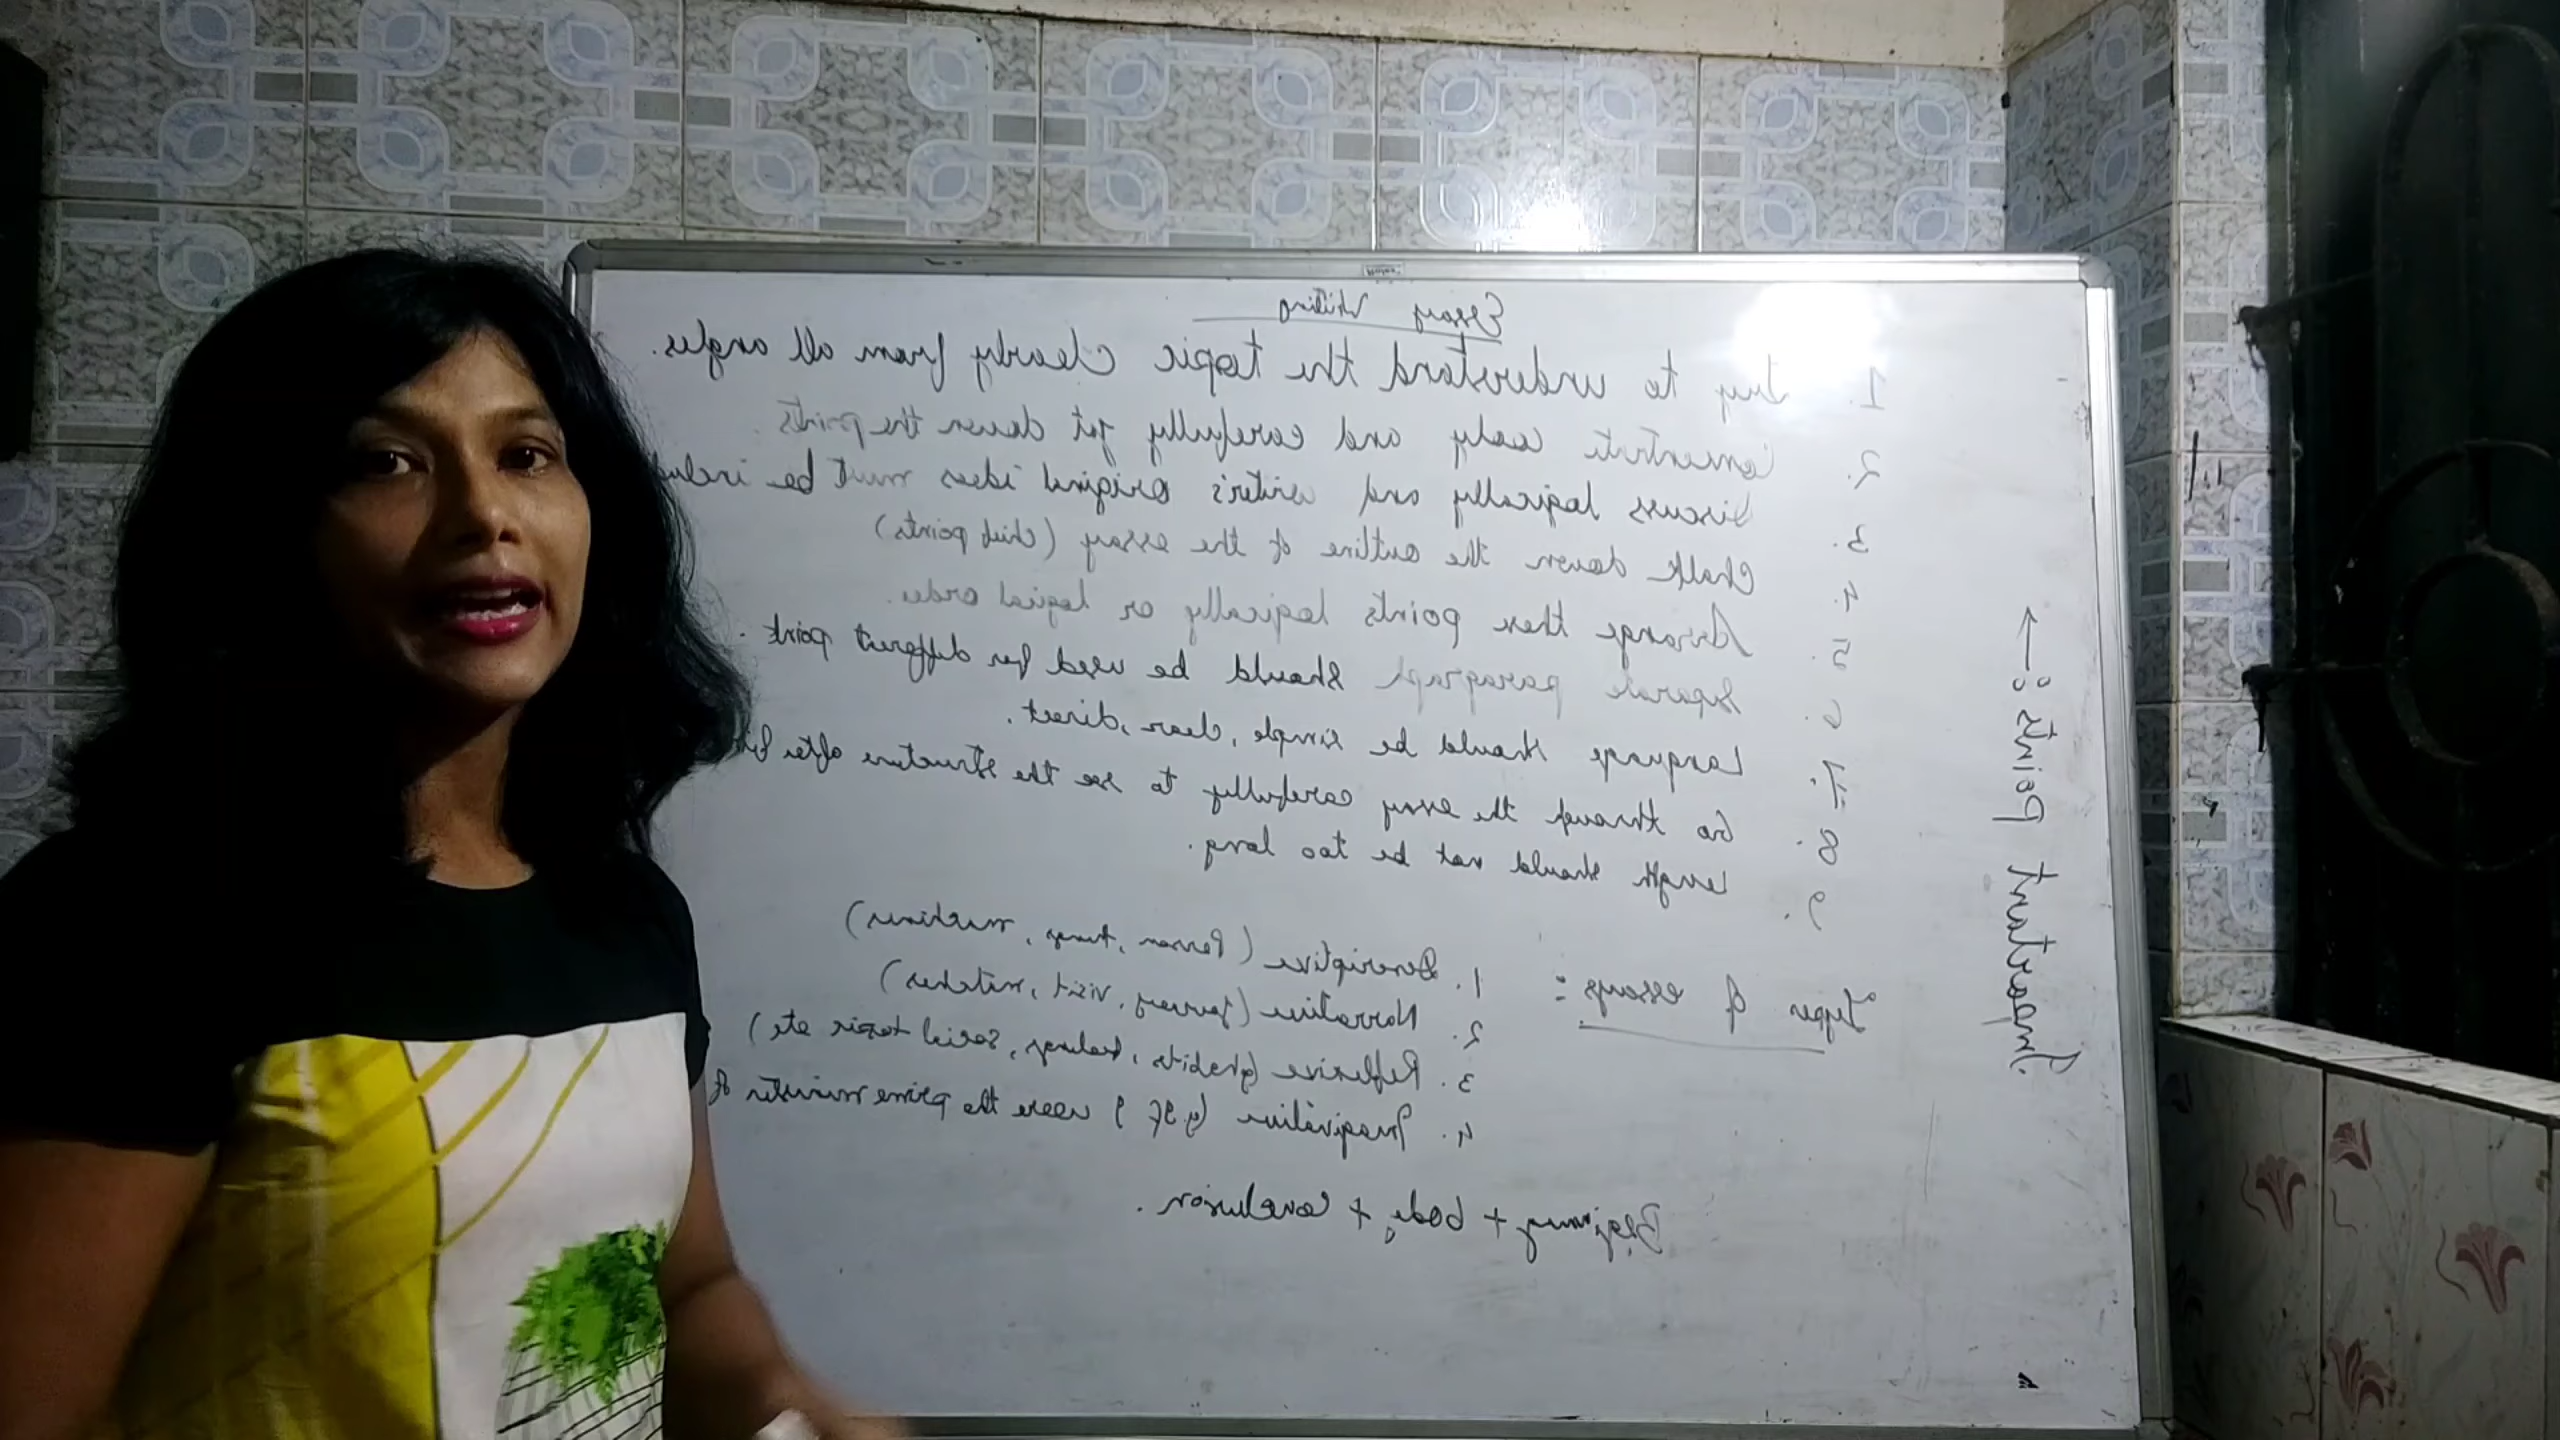 Essay Writing
1. Try to understand the topic clearly from all angles.
2. Concentrate cooly and carefully jot down the points.
3. Discuss logically and writer's original ideas must be includ
4. Chalk down the outline of the essay (chief points)
5. Arrange these points logically or logical order.
6. Separate paragraph should be used for different point.
7. Language should be simple, clear, direct.
8. Go through the essay carefully to see the structure after
9. Length should not be too long.
Types of essays:
1. Descriptive (Person, things, machines)
2. Narrative (journey, visit, matches)
3. Reflexive (habits, feelings, social topic etc)
4. Imaginative (If I were the prime minister of
Beginning + body + conclusion.
Important Points:→